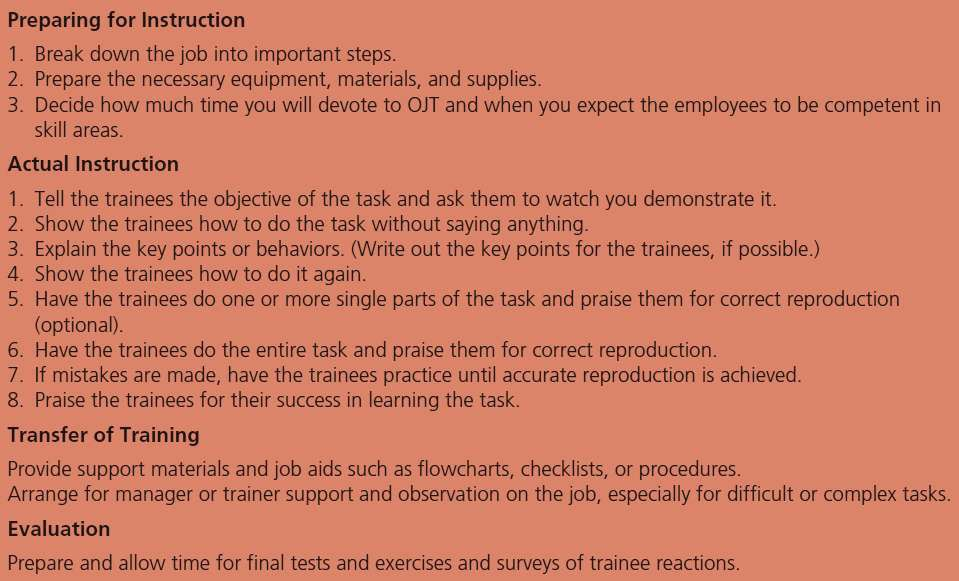 Preparing for Instruction
1. Break down the job into important steps.
2. Prepare the necessary equipment, materials, and supplies.
3. Decide how much time you will devote to OJT and when you expect the employees to be competent in
skill areas.
Actual Instruction
1. Tell the trainees the objective of the task and ask them to watch you demonstrate it.
2. Show the trainees how to do the task without saying anything.
3. Explain the key points or behaviors. (Write out the key points for the trainees, if possible.)
4. Show the trainees how to do it again.
5. Have the trainees do one or more single parts of the task and praise them for correct reproduction
(optional).
6. Have the trainees do the entire task and praise them for correct reproduction.
7. If mistakes are made, have the trainees practice until accurate reproduction is achieved.
8. Praise the trainees for their success in learning the task.
Transfer of Training
Provide support materials and job aids such as flowcharts, checklists, or procedures.
Arrange for manager or trainer support and observation on the job, especially for difficult or complex tasks.
Evaluation
Prepare and allow time for final tests and exercises and surveys of trainee reactions.